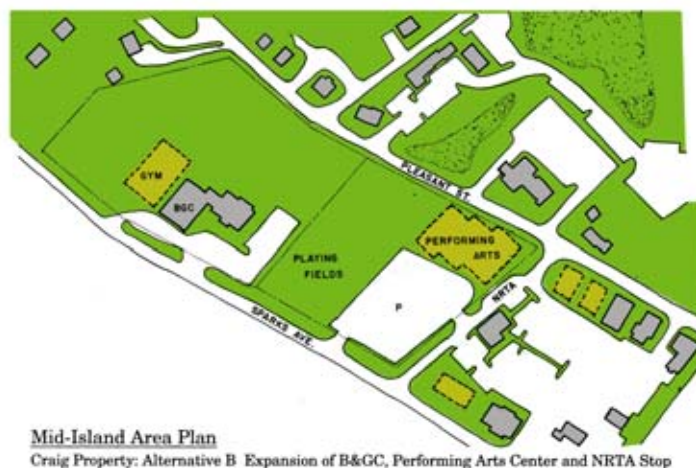 PLEASANT ST.
GYM
BGC
PERFORMING
ARTS
PLAYING
FIELDS
P
NRTA
SPARKS AVE.
Mid-Island Area Plan
Craig Property: Alternative B Expansion of B&GC, Performing Arts Center and NRTA Stop